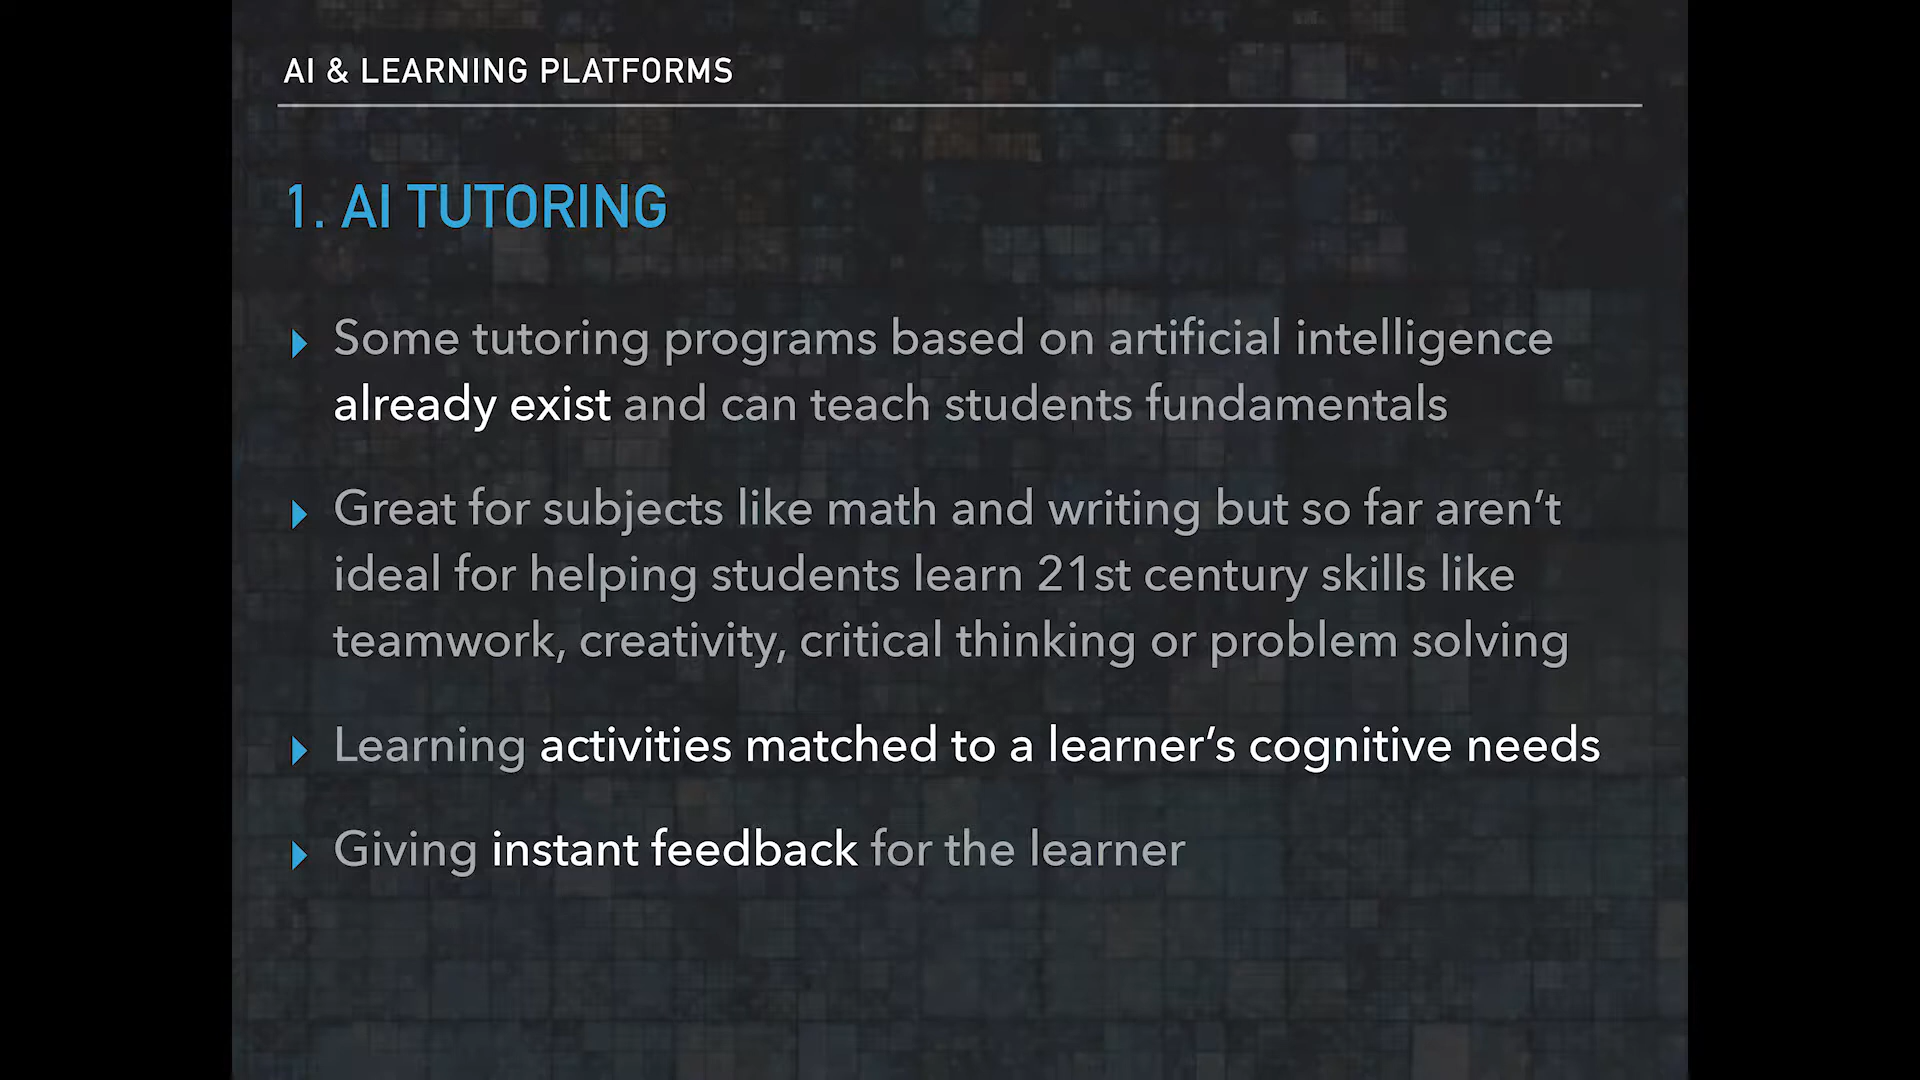 AI & LEARNING PLATFORMS
1. AI TUTORING
Some tutoring programs based on artificial intelligence
already exist and can teach students fundamentals
Great for subjects like math and writing but so far aren’t
ideal for helping students learn 21st century skills like
teamwork, creativity, critical thinking or problem solving
Learning activities matched to a learner’s cognitive needs
Giving instant feedback for the learner